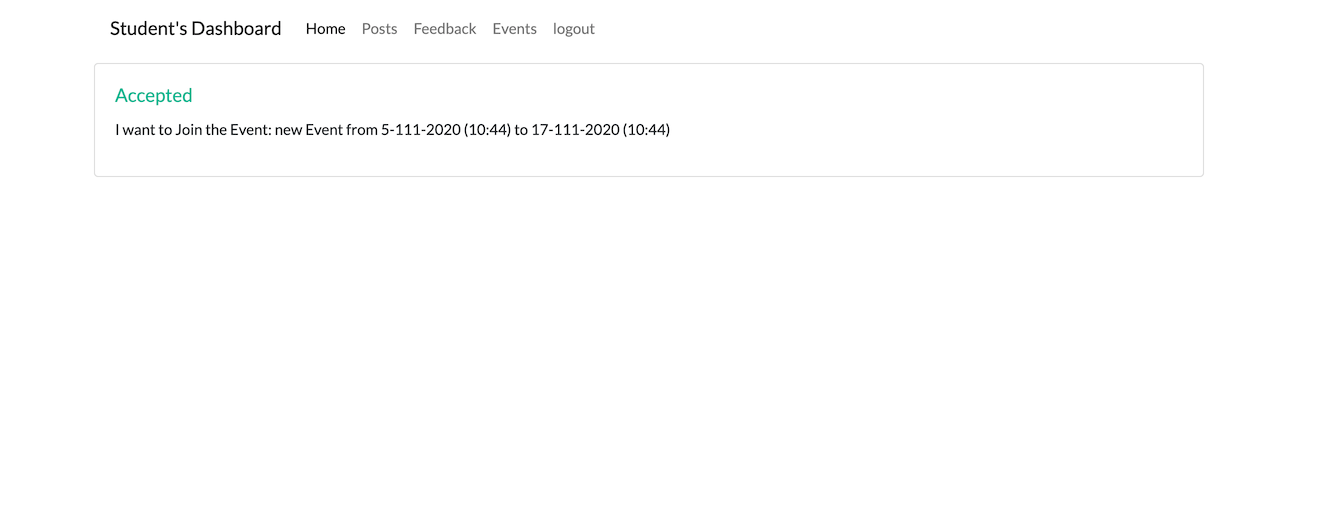 Student's Dashboard Home Posts Feedback Events logout
Accepted
I want to Join the Event: new Event from 5-111-2020 (10:44) to 17-111-2020 (10:44)